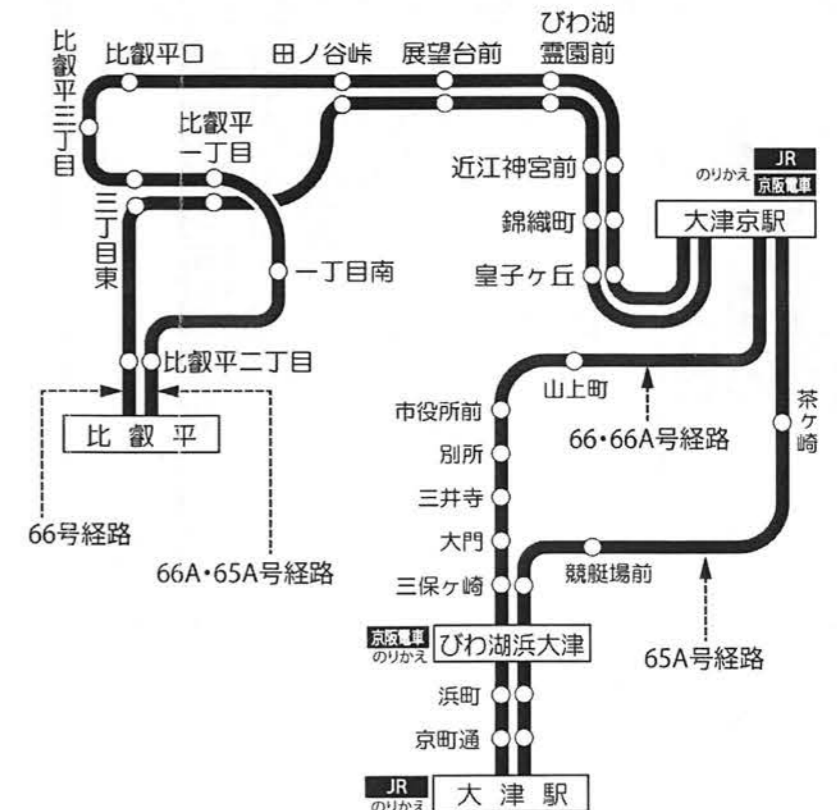 びわ湖
霊園前
比叡平口
田ノ谷峠
展望台前
比叡平三丁目
比叡平
一丁目
近江神宮前
のりかえ
JR
京阪電車
三丁目東
錦織町
大津京駅
一丁目南
皇子ヶ丘
比叡平二丁目
山上町
市役所前
茶ヶ崎
比叡平
66・66A号経路
別所
三井寺
66号経路
大門
66A・65A号経路
競艇場前
三保ヶ崎
京阪電車
のりかえ
びわ湖浜大津
65A号経路
浜町
京町通
JR
のりかえ
大津駅